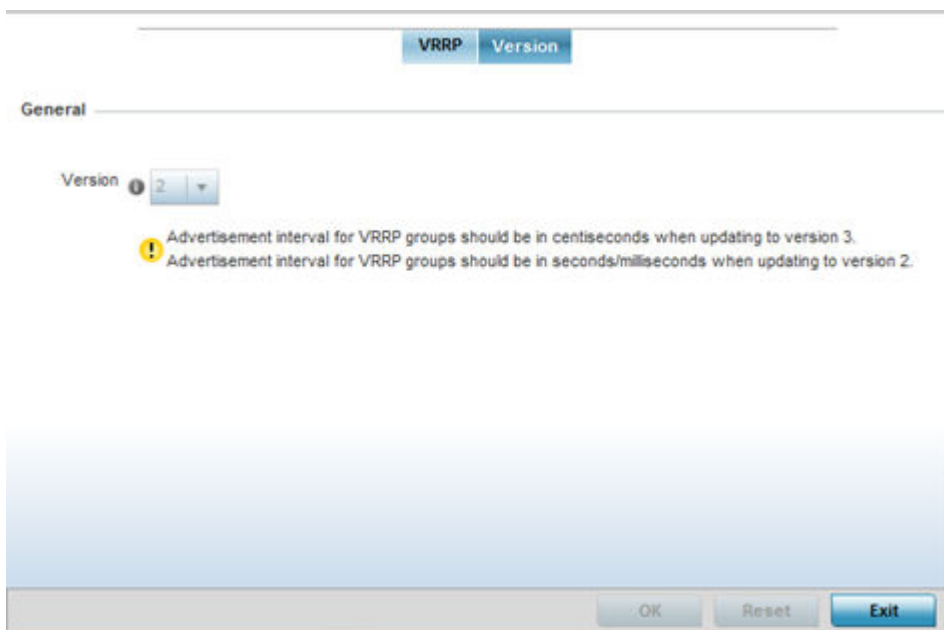 VRRP Version
General
Version 2
Advertisement interval for VRRP groups should be in centiseconds when updating to version 3.
Advertisement interval for VRRP groups should be in seconds/milliseconds when updating to version 2.
OK Reset Exit